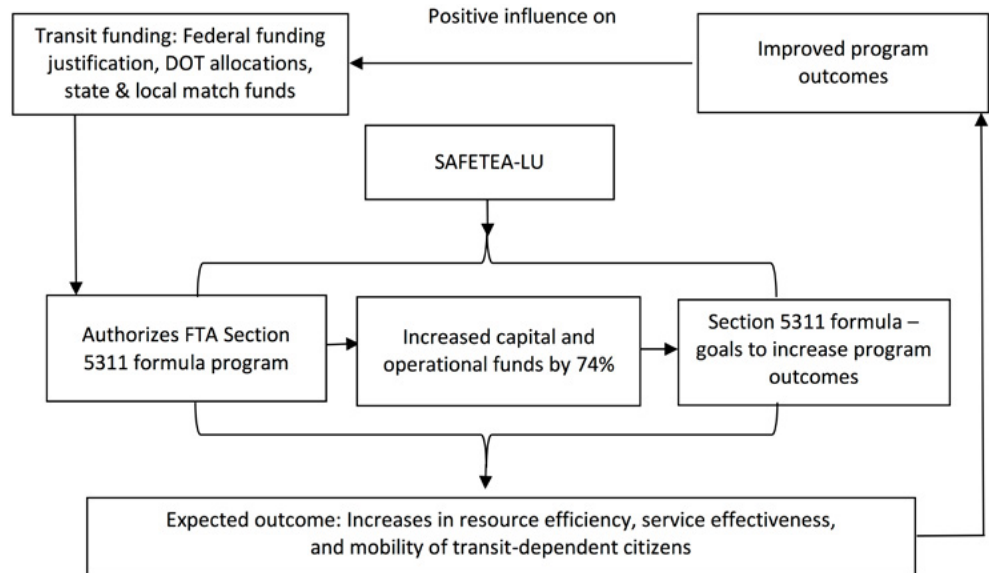 Positive influence on
Transit funding: Federal funding
justification, DOT allocations,
state & local match funds
Improved program
outcomes
SAFETEA-LU
Authorizes FTA Section
5311 formula program
Increased capital and
operational funds by 74%
Section 5311 formula –
goals to increase program
outcomes
Expected outcome: Increases in resource efficiency, service effectiveness,
and mobility of transit-dependent citizens